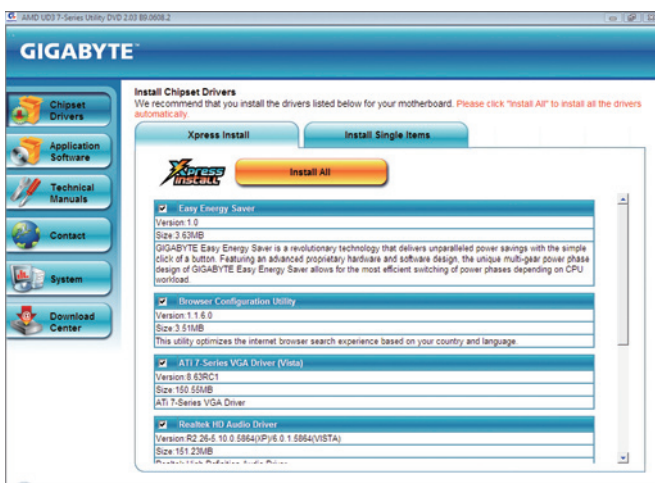 AMD UD3 7-Series Utility DVD 2.03 B9.0608.2
GIGABYTE™
Chipset
Drivers
Application
Software
Technical
Manuals
Contact
System
Download
Center
Install Chipset Drivers
We recommend that you install the drivers listed below for your motherboard. Please click "Install All" to install all the drivers
automatically.
Xpress Install
Install Single Items
Xpress
INSTALL
Install All
Easy Energy Saver
Version:1.0
Size:3.63MB
GIGABYTE Easy Energy Saver is a revolutionary technology that delivers unparalleled power savings with the simple
click of a button. Featuring an advanced proprietary hardware and software design, the unique multi-gear power phase
design of GIGABYTE Easy Energy Saver allows for the most efficient switching of power phases depending on CPU
workload.
Browser Configuration Utility
Version:1.1.6.0
Size:3.51MB
This utility optimizes the internet browser search experience based on your country and language.
ATi 7-Series VGA Driver (Vista)
Version:8.63RC1
Size:150.55MB
ATi 7-Series VGA Driver
Realtek HD Audio Driver
Version:R2.26-5.10.0.5864(XP)/6.0.1.5864(VISTA)
Size:151.23MB
Realtek High Definition Audio Driver